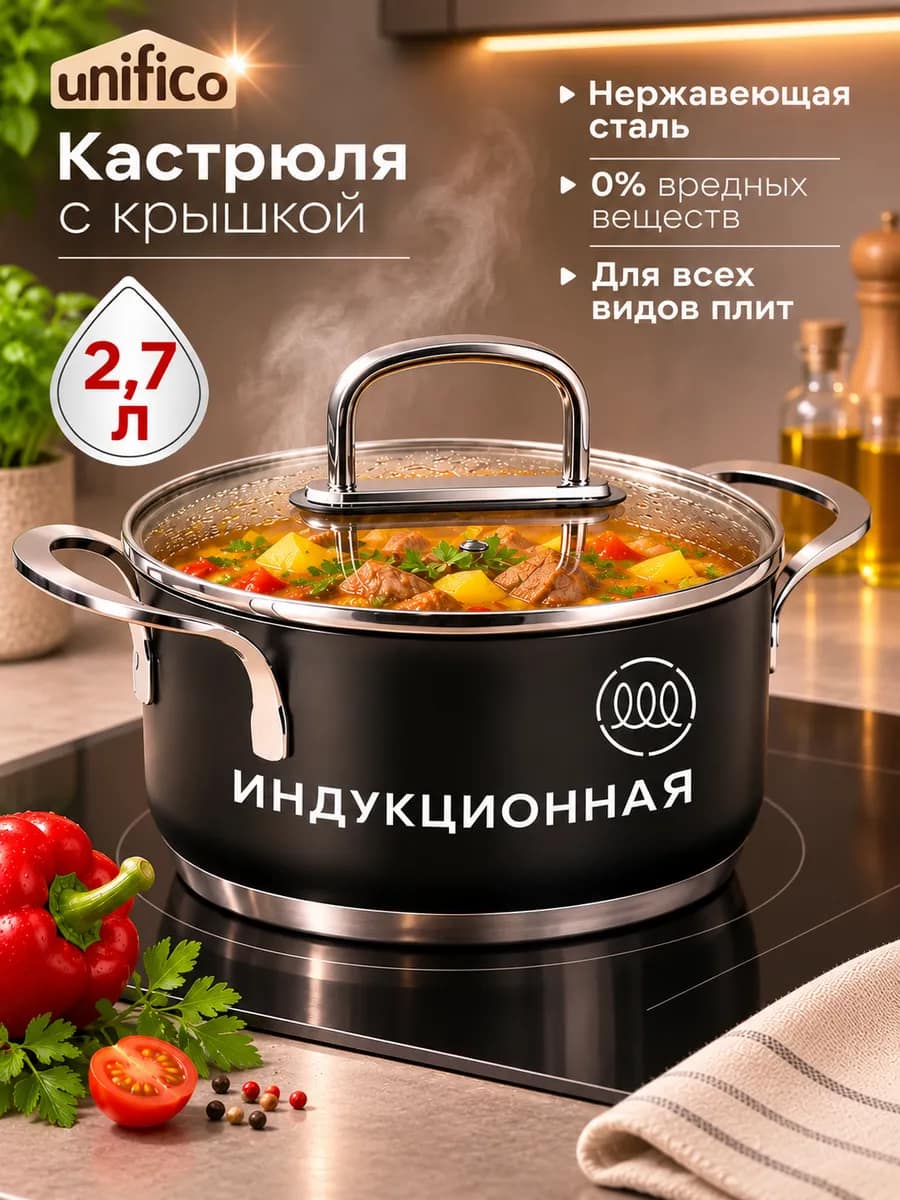 unifico
Кастрюля
с крышкой
2,7
л
Нержавеющая
сталь
0% вредных
веществ
Для всех
видов плит
ИНДУКЦИОННАЯ